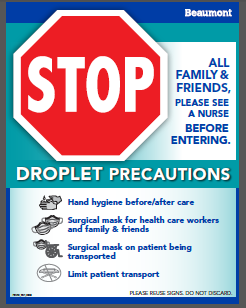 Beaumont
STOP
ALL
FAMILY &
FRIENDS,
PLEASE SEE
A NURSE
BEFORE
ENTERING.
DROPLET PRECAUTIONS
Hand hygiene before/after care
Surgical mask for health care workers
and family & friends
Surgical mask on patient being
transported
Limit patient transport
PLEASE REUSE SIGNS. DO NOT DISCARD.